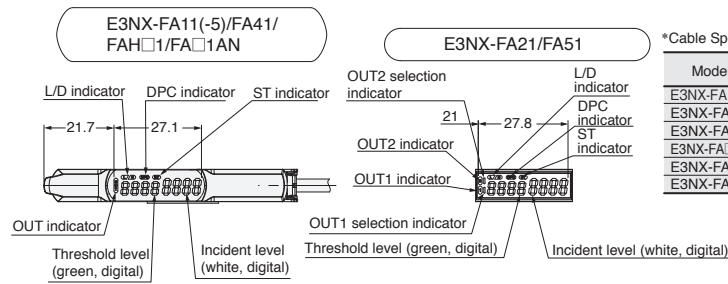 E3NX-FA11(-5)/FA41/
FAH□1/FA□1AN
L/D indicator
DPC indicator
ST indicator
21.7
27.1
OUT indicator
Threshold level
(green, digital)
Incident level
(white, digital)
E3NX-FA21/FA51
OUT2 selection
indicator
L/D
indicator
DPC
indicator
ST
indicator
21
27.8
OUT2 indicator
OUT1 indicator
OUT1 selection indicator
Threshold level (green, digital)
Incident level (white, digital)
*Cable Sp
Mode
E3NX-FA
E3NX-FA
E3NX-FA
E3NX-FA
E3NX-FA
E3NX-FA